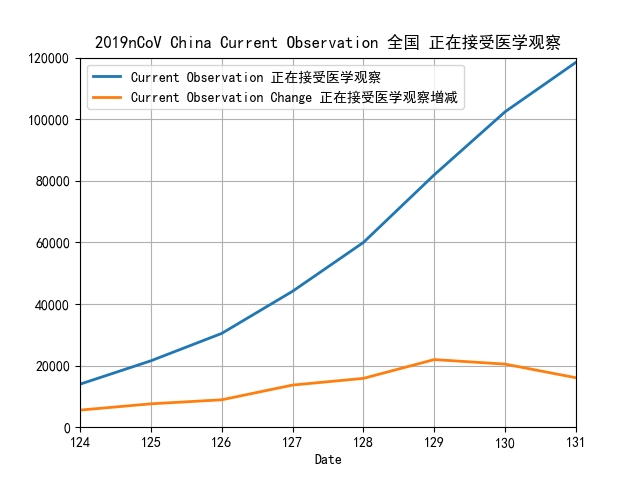 2019nCoV China Current Observation 全国 正在接受医学观察
Current Observation 正在接受医学观察
Current Observation Change 正在接受医学观察增减
120000
100000
80000
60000
40000
20000
0
124 125 126 127 128 129 130 131
Date